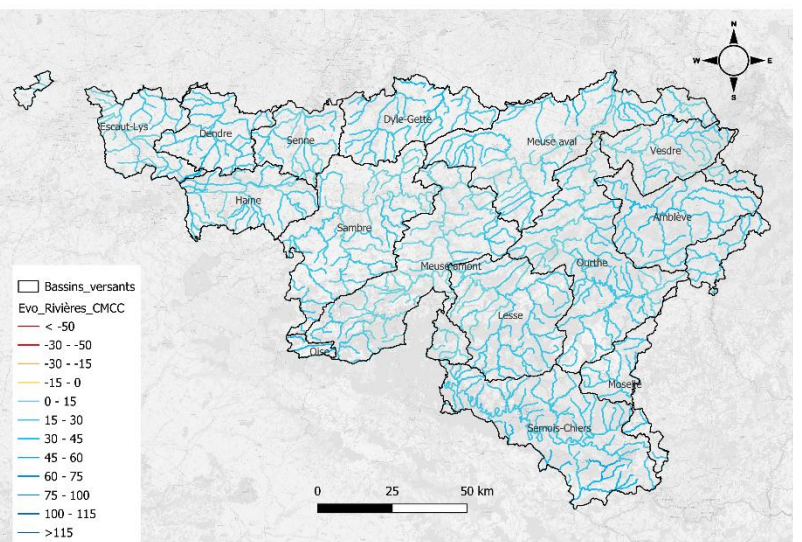 N
W E
S
Escaut-Lys
Dendre
Senne
Dyle-Gette
Meuse aval
Vesdre
Haine
Sambre
Amblève
Meuse amont
Ourthe
Lesse
Oise
Moselle
Semois-Chiers
Bassins_versants
Evo_Rivières_CMCC
< -50
-30 - -50
-30 - -15
-15 - 0
0 - 15
15 - 30
30 - 45
45 - 60
60 - 75
75 - 100
100 - 115
>115
0 25 50 km